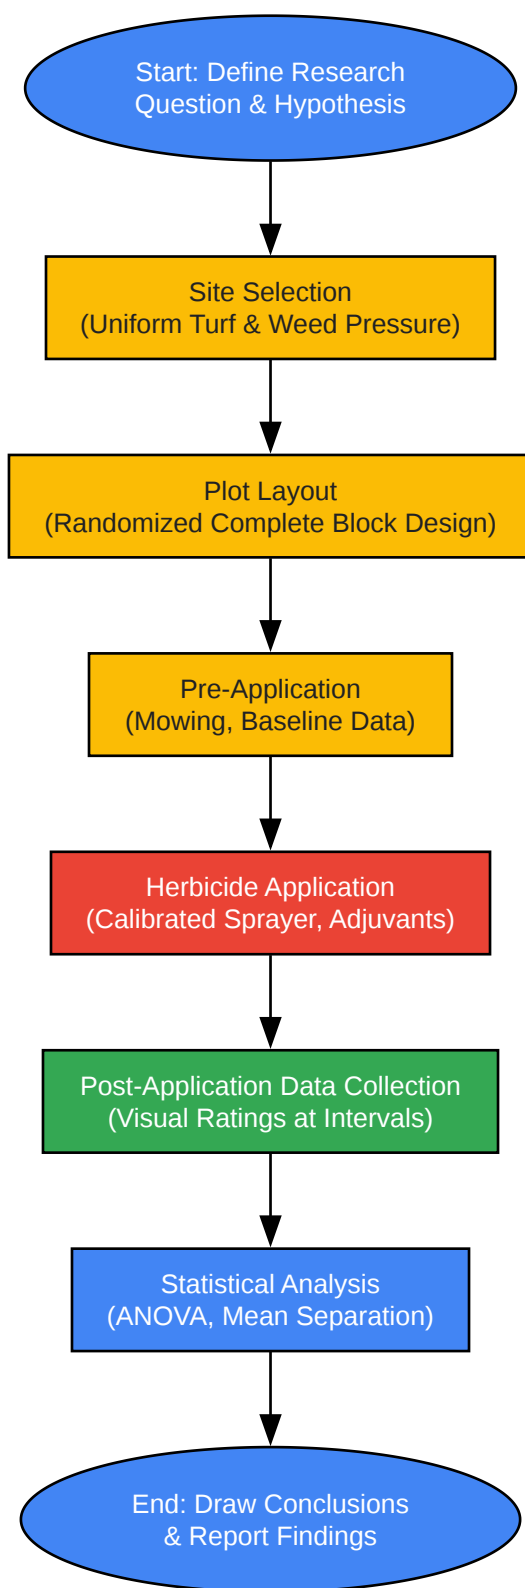 Start: Define Research
Question & Hypothesis
Site Selection
(Uniform Turf & Weed Pressure)
Plot Layout
(Randomized Complete Block Design)
Pre-Application
(Mowing, Baseline Data)
Herbicide Application
(Calibrated Sprayer, Adjuvants)
Post-Application Data Collection
(Visual Ratings at Intervals)
Statistical Analysis
(ANOVA, Mean Separation)
End: Draw Conclusions
& Report Findings